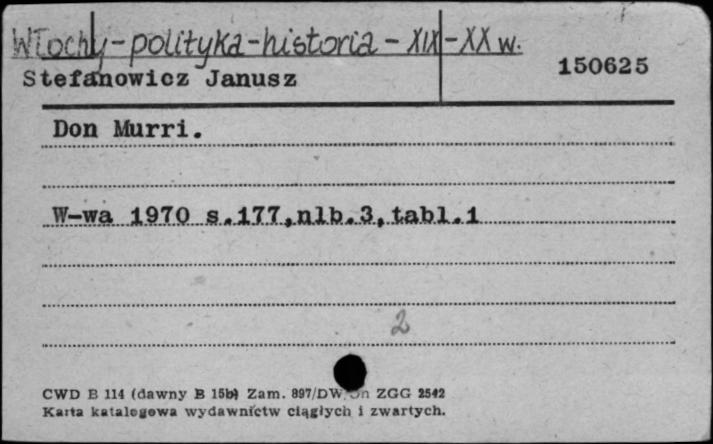 Włochy-polityka-historia-XIX-XX w.
Stefanowicz Janusz
150625
Don Murri.
W-wa 1970 s.177,nlb.3,tabl.1
2
CWD B 114 (dawny B 15b) Zam. 897/DW ZGG 2542
Karta katalogowa wydawnictw ciągłych i zwartych.